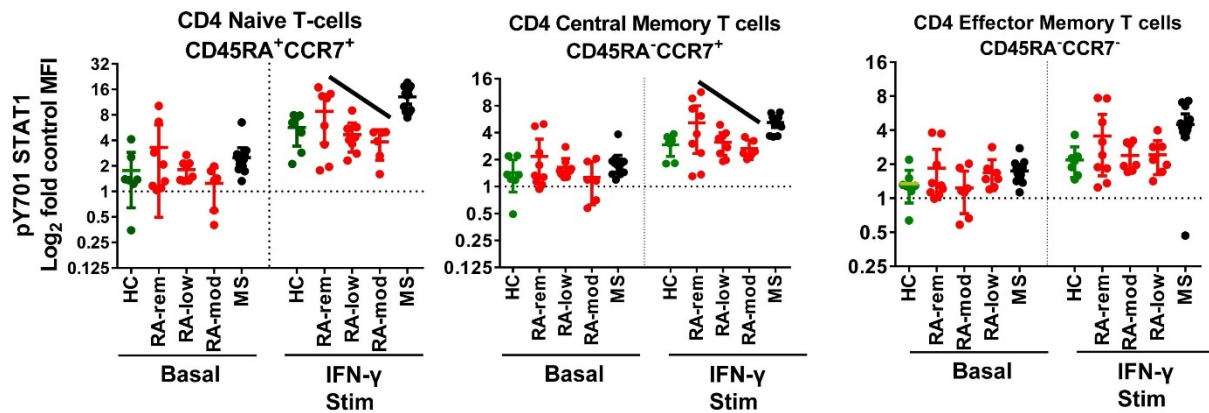 pY701 STAT1
Log₂ fold control MFI
CD4 Naive T-cells
CD45RA⁺CCR7⁺
32
16
8
4
2
1
0.5
0.25
0.125
HC
RA-rem
RA-low
RA-mod
MS
HC
RA-rem
RA-low
RA-mod
MS
Basal
IFN-γ
Stim
CD4 Central Memory T cells
CD45RA⁻CCR7⁺
16
8
4
2
1
0.5
0.25
0.125
HC
RA-rem
RA-low
RA-mod
MS
HC
RA-rem
RA-low
RA-mod
MS
Basal
IFN-γ
Stim
CD4 Effector Memory T cells
CD45RA⁻CCR7⁻
16
8
4
2
1
0.5
0.25
HC
RA-rem
RA-mod
RA-low
MS
HC
RA-rem
RA-mod
RA-low
MS
Basal
IFN-γ
Stim